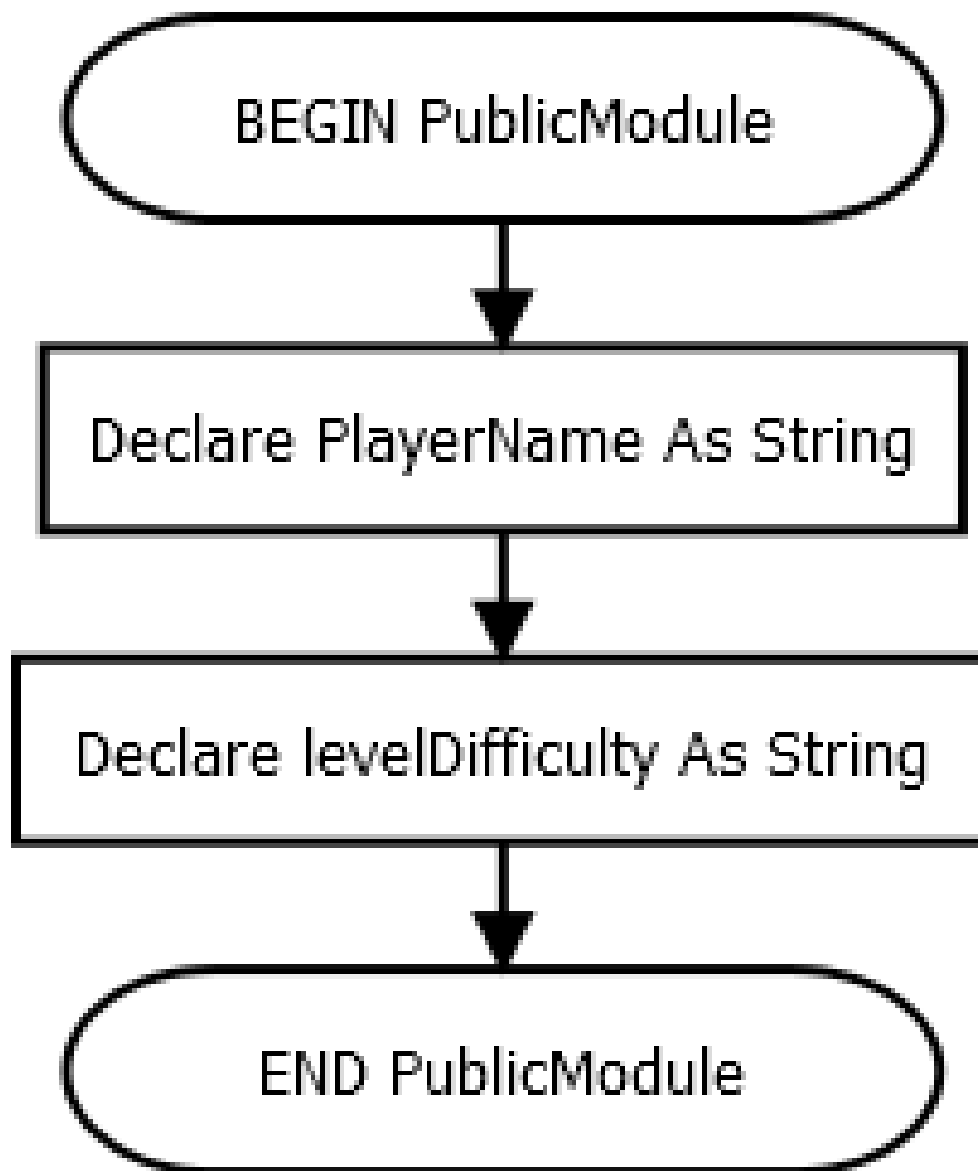 BEGIN PublicModule
Declare PlayerName As String
Declare levelDifficulty As String
END PublicModule